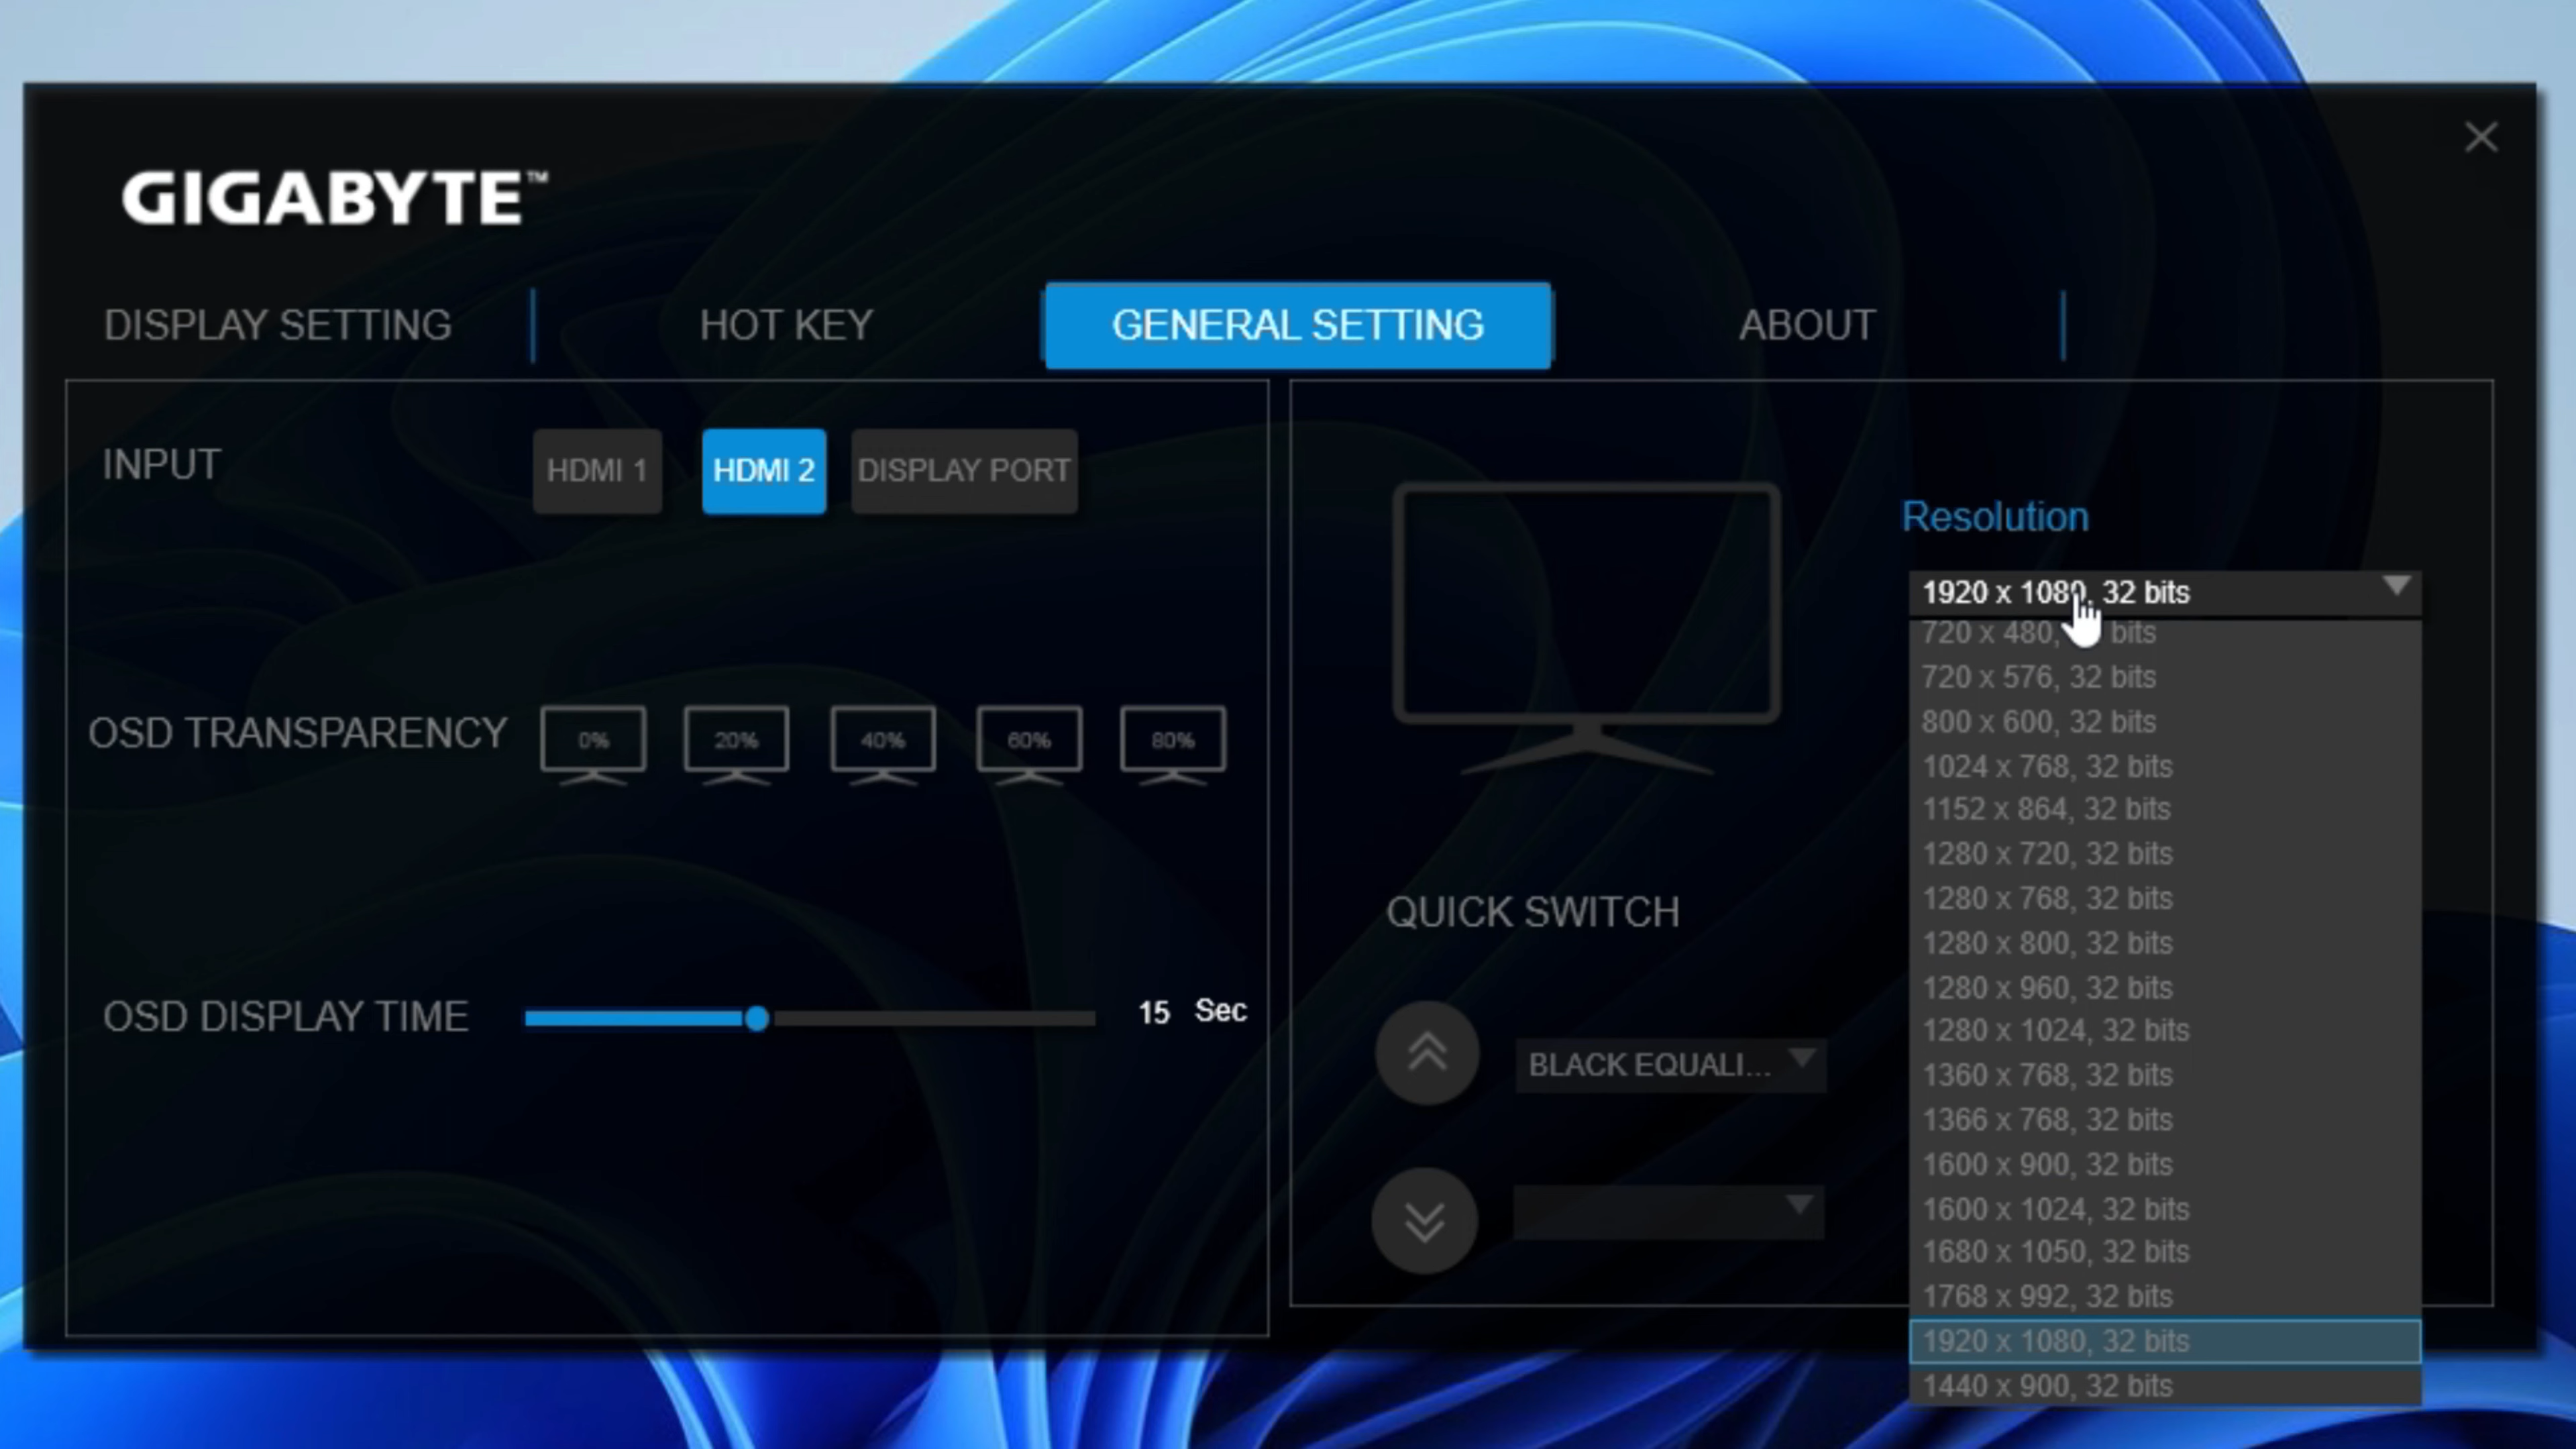 GIGABYTE™
DISPLAY SETTING
HOT KEY
GENERAL SETTING
ABOUT
INPUT
HDMI 1
HDMI 2
DISPLAY PORT
OSD TRANSPARENCY
0%
20%
40%
60%
80%
OSD DISPLAY TIME
15 Sec
Resolution
1920 x 1080, 32 bits
720 x 480, bits
720 x 576, 32 bits
800 x 600, 32 bits
1024 x 768, 32 bits
1152 x 864, 32 bits
1280 x 720, 32 bits
1280 x 768, 32 bits
1280 x 800, 32 bits
1280 x 960, 32 bits
1280 x 1024, 32 bits
1360 x 768, 32 bits
1366 x 768, 32 bits
1600 x 900, 32 bits
1600 x 1024, 32 bits
1680 x 1050, 32 bits
1768 x 992, 32 bits
1920 x 1080, 32 bits
1440 x 900, 32 bits
QUICK SWITCH
BLACK EQUALI...